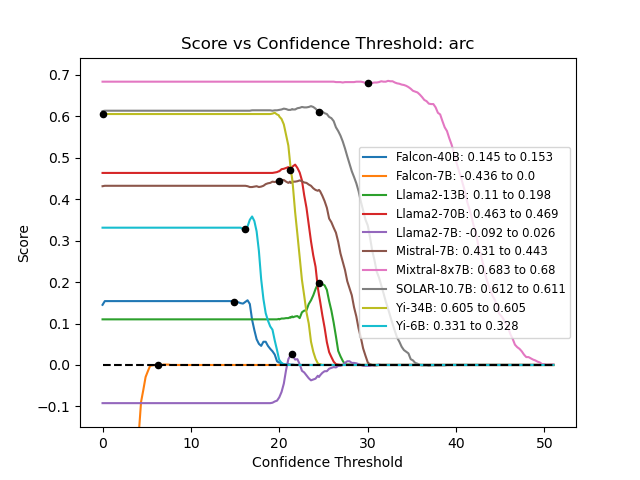 Score vs Confidence Threshold: arc
0.7
0.6
0.5
0.4
0.3
0.2
0.1
0.0
−0.1
Score
Falcon-40B: 0.145 to 0.153
Falcon-7B: -0.436 to 0.0
Llama2-13B: 0.11 to 0.198
Llama2-70B: 0.463 to 0.469
Llama2-7B: -0.092 to 0.026
Mistral-7B: 0.431 to 0.443
Mixtral-8x7B: 0.683 to 0.68
SOLAR-10.7B: 0.612 to 0.611
Yi-34B: 0.605 to 0.605
Yi-6B: 0.331 to 0.328
0 10 20 30 40 50
Confidence Threshold